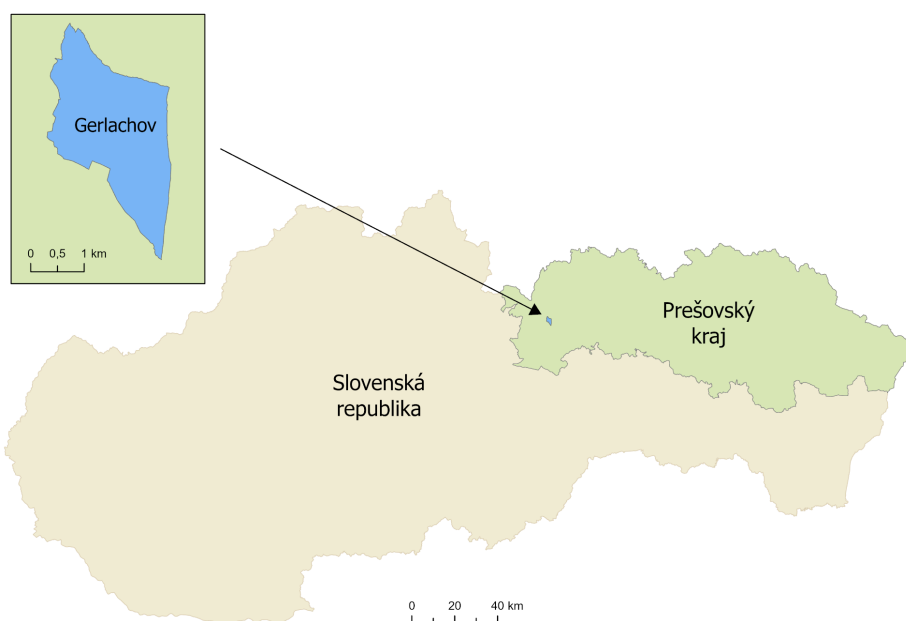 Gerlachov
0 0,5 1 km
Prešovský
kraj
Slovenská
republika
0 20 40 km